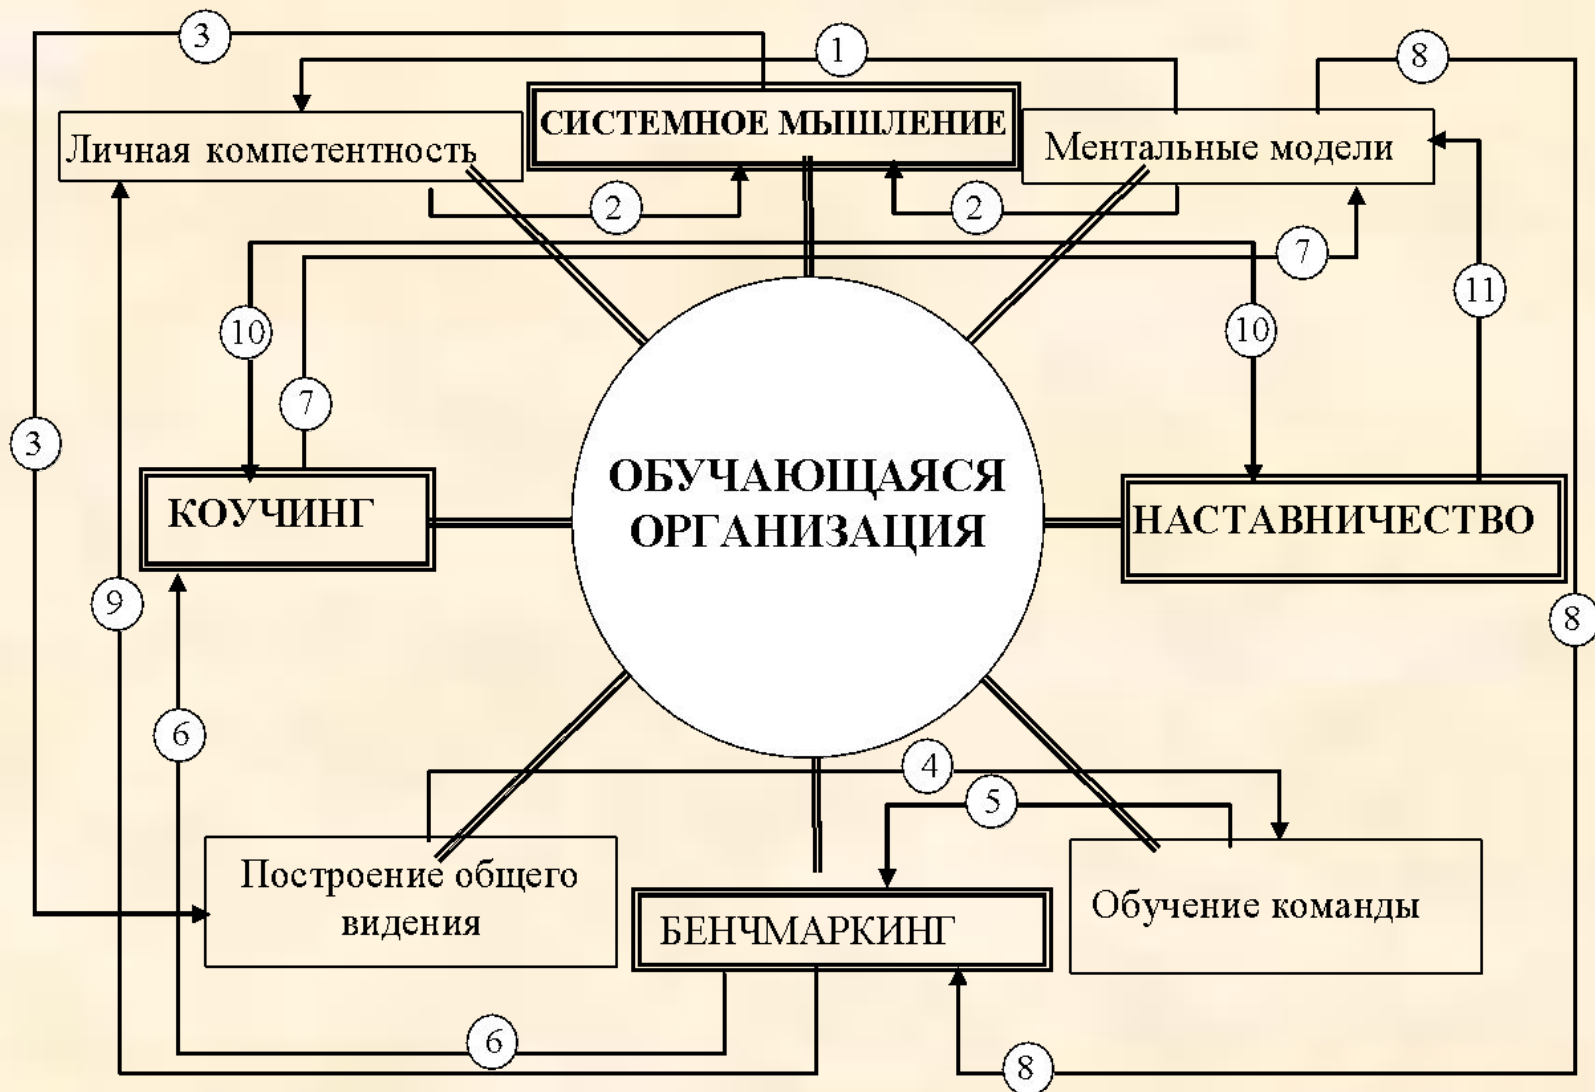 3
1
8
СИСТЕМНОЕ МЫШЛЕНИЕ
Личная компетентность
Ментальные модели
2
2
7
11
10
10
7
3
ОБУЧАЮЩАЯСЯ
ОРГАНИЗАЦИЯ
КОУЧИНГ
НАСТАВНИЧЕСТВО
9
8
6
4
5
Построение общего
видения
Обучение команды
БЕНЧМАРКИНГ
6
8